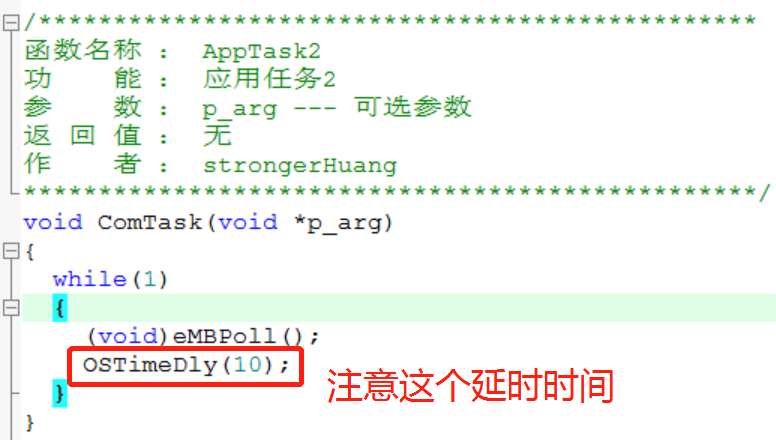 /************************************************
函数名称 ： AppTask2
功    能 ： 应用任务2
参    数 ： p_arg --- 可选参数
返 回 值 ： 无
作    者 ： strongerHuang
*************************************************/
void ComTask(void *p_arg)
{
while(1)
{
(void)eMBPoll();
OSTimeDly(10);
注意这个延时时间
}
}